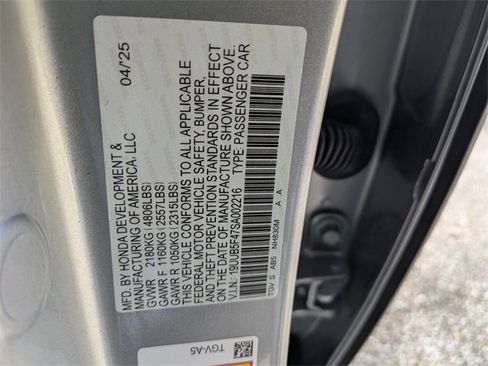 04/'25
MFD. BY HONDA DEVELOPMENT &
MANUFACTURING OF AMERICA, LLC
GVWR 2180KG(4806LBS)
GAWR F 1160KG(2557LBS)
GAWR R 1050KG(2315LBS)
THIS VEHICLE CONFORMS TO ALL APPLICABLE
FEDERAL MOTOR VEHICLE SAFETY, BUMPER,
AND THEFT PREVENTION STANDARDS IN EFFECT
ON THE DATE OF MANUFACTURE SHOWN ABOVE.
V.I.N.: 19UUB5F47SA002216 TYPE: PASSENGER CAR
TGV S AB5 NH830M A A
TGV-A5